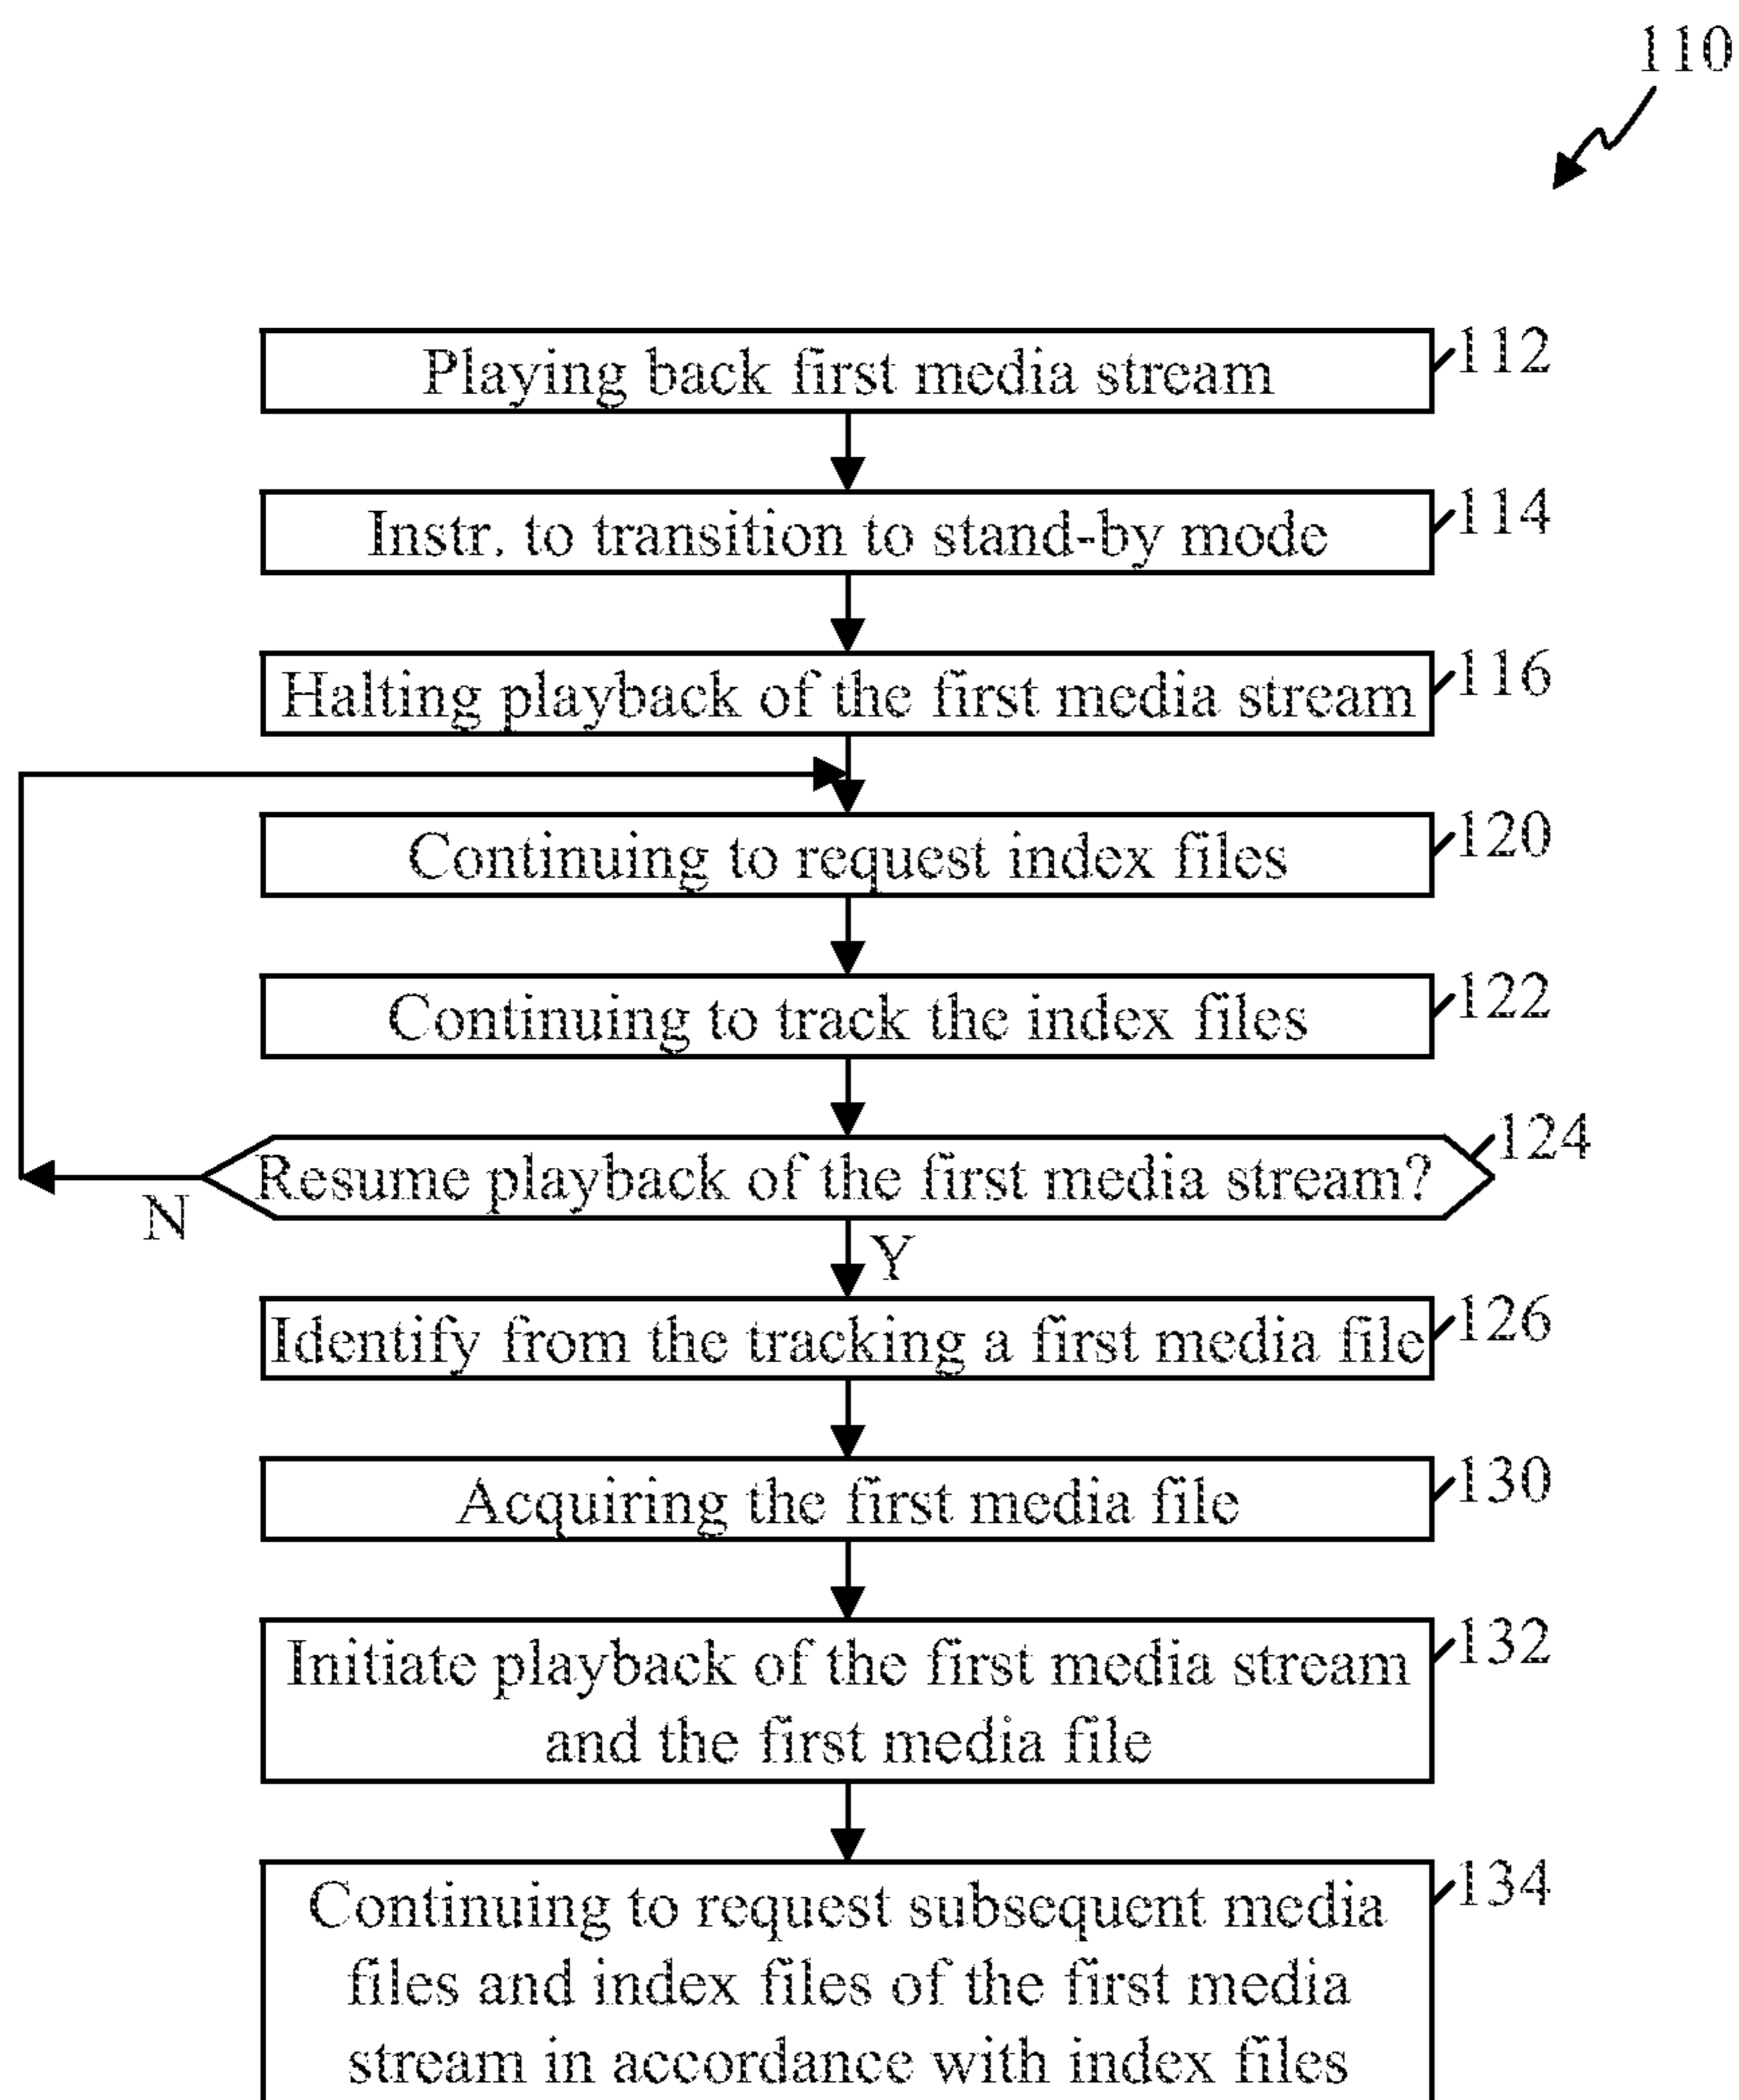 110
Playing back first media stream
112
Instr. to transition to stand-by mode
114
Halting playback of the first media stream
116
Continuing to request index files
120
Continuing to track the index files
122
Resume playback of the first media stream?
124
N
Y
Identify from the tracking a first media file
126
Acquiring the first media file
130
Initiate playback of the first media stream
and the first media file
132
Continuing to request subsequent media
files and index files of the first media
stream in accordance with index files
134